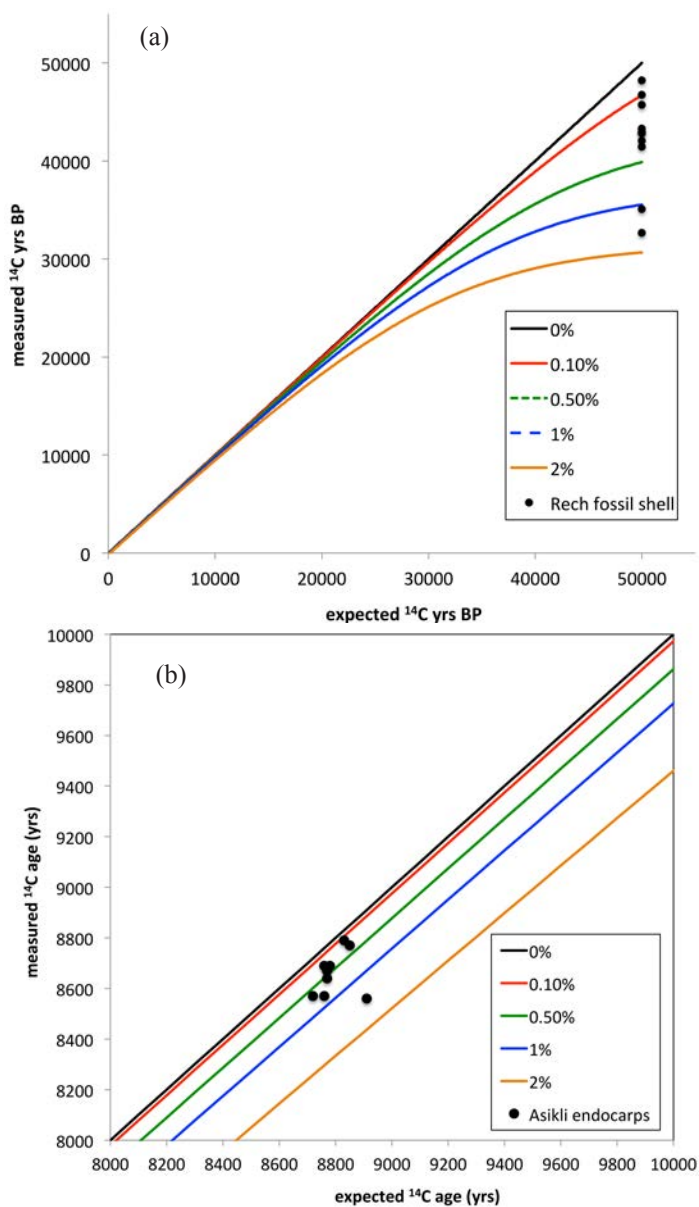 (a)
measured ¹⁴C yrs BP
50000
40000
30000
20000
10000
0
0 10000 20000 30000 40000 50000
expected ¹⁴C yrs BP
0%
0.10%
0.50%
1%
2%
Rech fossil shell
(b)
measured ¹⁴C age (yrs)
10000
9800
9600
9400
9200
9000
8800
8600
8400
8200
8000
8000 8200 8400 8600 8800 9000 9200 9400 9600 9800 10000
expected ¹⁴C age (yrs)
0%
0.10%
0.50%
1%
2%
Asikli endocarps